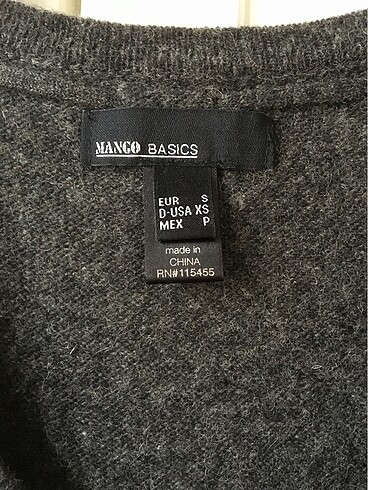 MANGO BASICS
EUR S
D-USA XS
MEX P
made in
CHINA
RN#115455